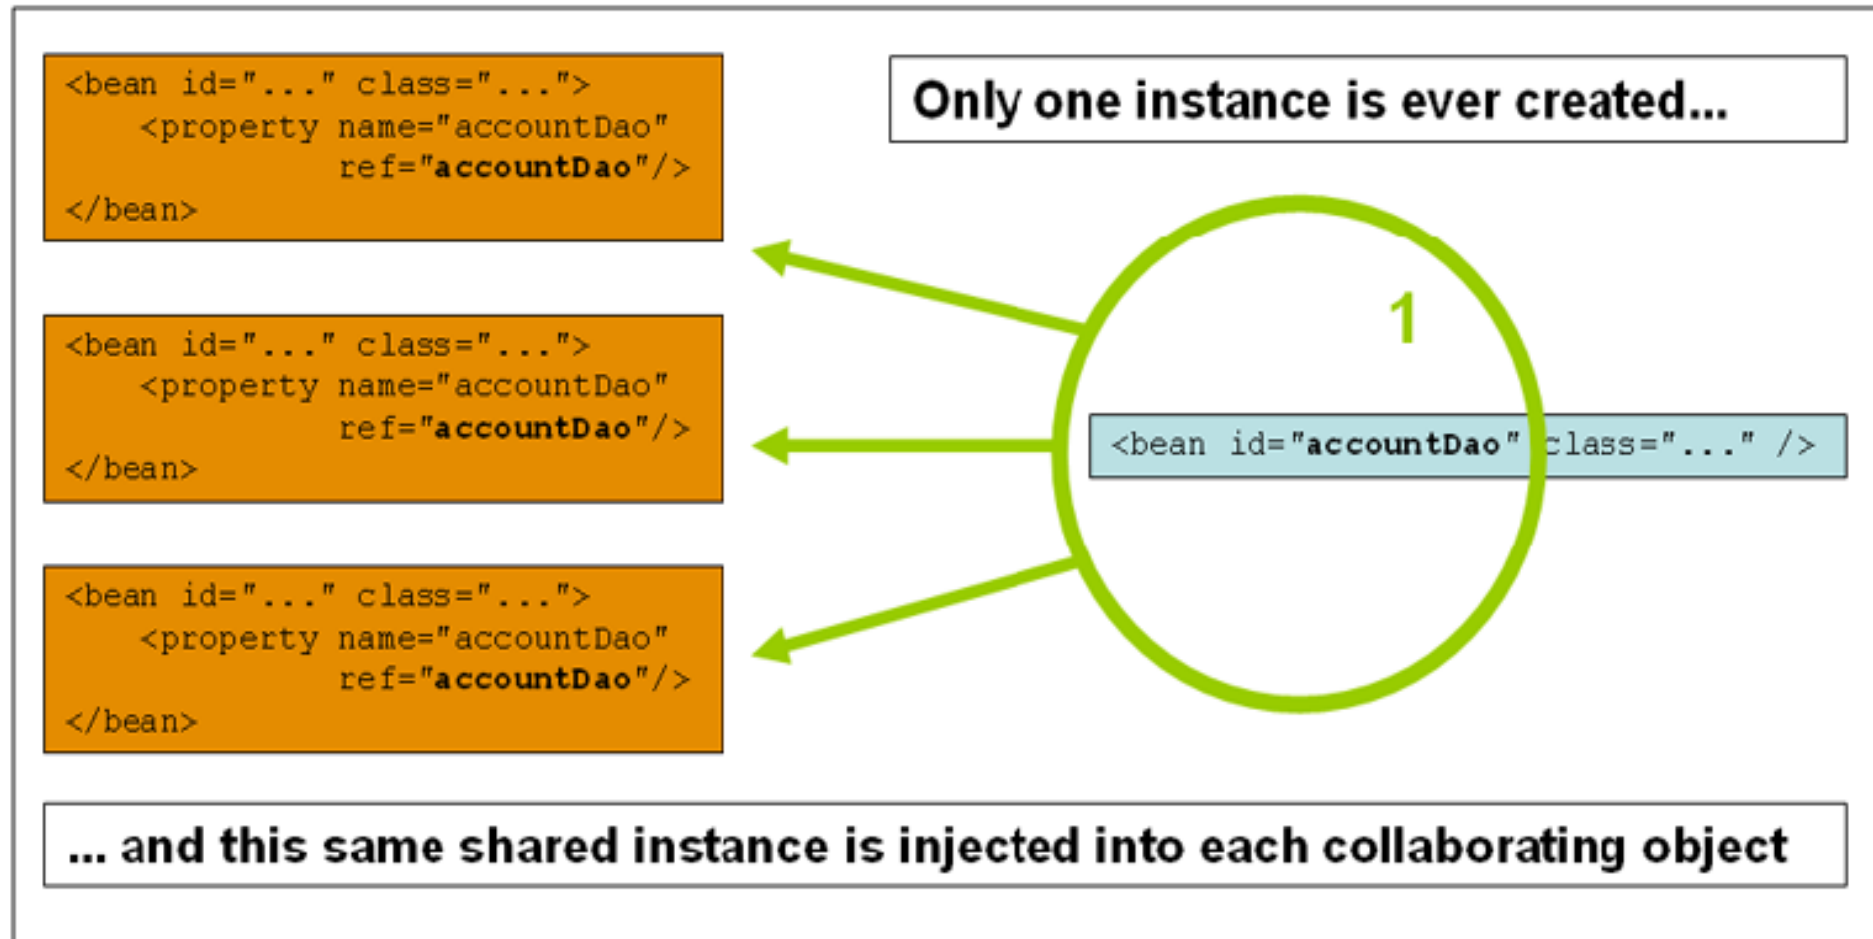 <bean id="..." class="...">
<property name="accountDao"
ref="accountDao"/>
</bean>
Only one instance is ever created...
<bean id="..." class="...">
<property name="accountDao"
ref="accountDao"/>
</bean>
1
<bean id="accountDao" class="..." />
<bean id="..." class="...">
<property name="accountDao"
ref="accountDao"/>
</bean>
... and this same shared instance is injected into each collaborating object